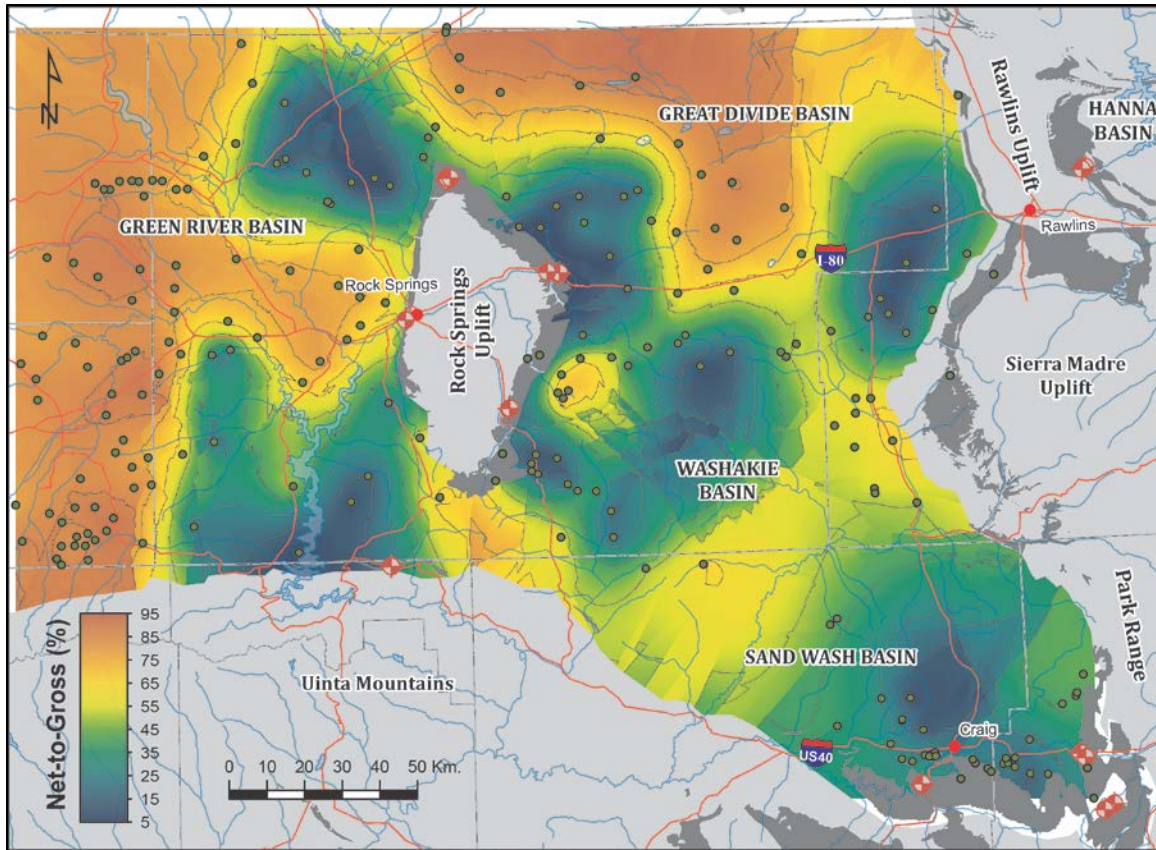 GREAT DIVIDE BASIN
Rawlins Uplift
HANNA
BASIN
N
GREEN RIVER BASIN
Rawlins
I-80
Rock Springs
Rock Springs
Uplift
Sierra Madre
Uplift
WASHAKIE
BASIN
Park Range
Net-to-Gross (%)
95
85
75
65
55
45
35
25
15
5
Uinta Mountains
SAND WASH BASIN
Craig
US40
0 10 20 30 40 50 Km.